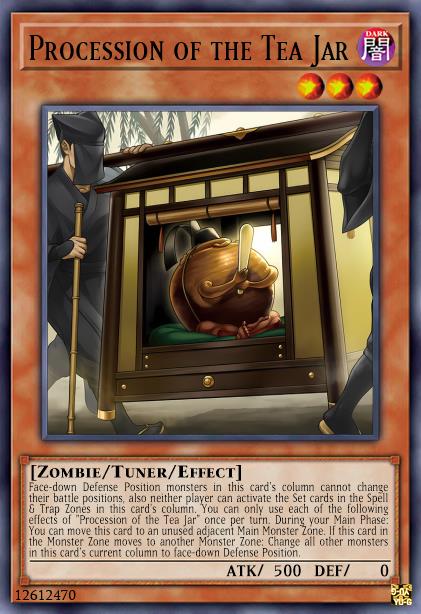 PROCESSION OF THE TEA JAR
DARK
闇
[ZOMBIE/TUNER/EFFECT]
Face-down Defense Position monsters in this card's column cannot change
their battle positions, also neither player can activate the Set cards in the Spell
& Trap Zones in this card's column. You can only use each of the following
effects of "Procession of the Tea Jar" once per turn. During your Main Phase:
You can move this card to an unused adjacent Main Monster Zone. If this card in
the Monster Zone moves to another Monster Zone: Change all other monsters
in this card's current column to face-down Defense Position.
ATK/ 500 DEF/ 0
12612470